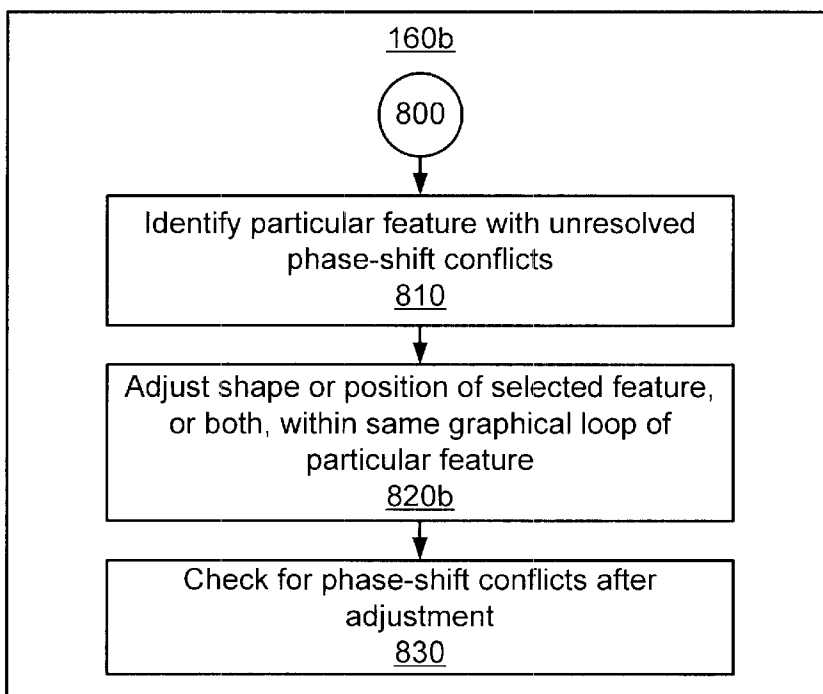 160b
800
Identify particular feature with unresolved
phase-shift conflicts
810
Adjust shape or position of selected feature,
or both, within same graphical loop of
particular feature
820b
Check for phase-shift conflicts after
adjustment
830